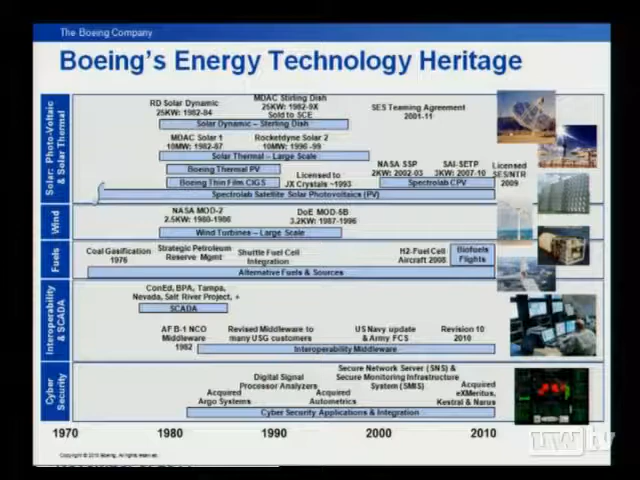 The Boeing Company
Boeing's Energy Technology Heritage
Solar: Photo-Voltaic
& Solar Thermal
RD Solar Dynamic
25KW: 1982-84
MDAC Stirling Dish
25KW: 1982-9X
Sold to SCE
SES Teaming Agreement
2001-11
Solar Dynamic – Sterling Dish
MDAC Solar 1
10MW: 1982-87
Rocketdyne Solar 2
10MW: 1996-99
Solar Thermal – Large Scale
Boeing Thermal PV
Boeing Thin Film CIGS
Licensed to
JX Crystals ~1993
NASA SSP
2KW: 2002-03
SAI-SETP
3KW: 2007-10
Licensed
SES/NTR
2009
Spectrolab CPV
Spectrolab Satellite Solar Photovoltaics (PV)
Wind
NASA MOD-2
2.5KW: 1980-1986
DoE MOD-5B
3.2KW: 1987-1996
Wind Turbines – Large Scale
Fuels
Coal Gasification
1976
Strategic Petroleum
Reserve Mgmt
Shuttle Fuel Cell
Integration
H2-Fuel Cell
Aircraft 2008
Biofuels
Flights
Alternative Fuels & Sources
Interoperability
& SCADA
ConEd, BPA, Tampa,
Nevada, Salt River Project, +
SCADA
AF B-1 NCO
Middleware
1982
Revised Middleware to
many USG customers
US Navy update
& Army FCS
Revision 10
2010
Interoperability Middleware
Cyber
Security
Acquired
Argo Systems
Digital Signal
Processor Analyzers
Acquired
Autometrics
Secure Network Server (SNS) &
Secure Monitoring Infrastructure
System (SMIS)
Acquired
eXMeritus,
Kestral & Narus
Cyber Security Applications & Integration
1970 1980 1990 2000 2010
Copyright © 2010 Boeing. All rights reserved.
uwtv